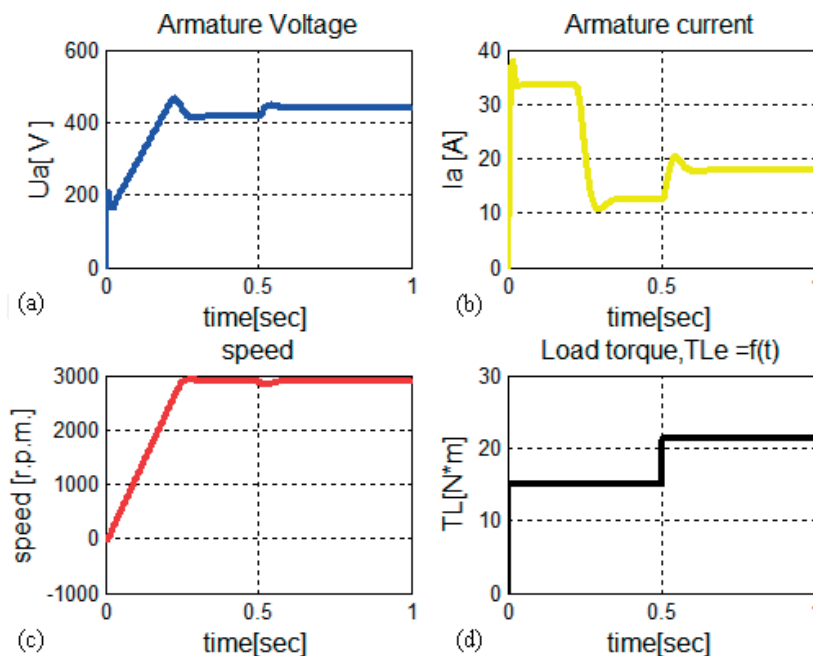 Armature Voltage
Ua[ V ]
600
400
200
0
0
0.5
1
time[sec]
(a)
Armature current
Ia [A]
40
30
20
10
0
0
0.5
1
time[sec]
(b)
speed
speed [r.p.m.]
3000
2000
1000
0
-1000
0
0.5
1
time[sec]
(c)
Load torque,TLe =f(t)
TL[N*m]
30
20
10
0
0
0.5
1
time[sec]
(d)